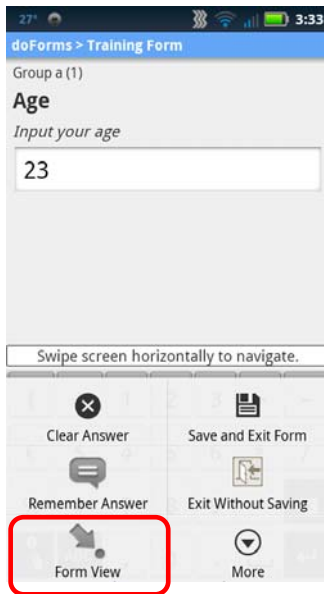 27° 3:33
doForms > Training Form
Group a (1)
Age
Input your age
23
Swipe screen horizontally to navigate.
Clear Answer Save and Exit Form
Remember Answer Exit Without Saving
Form View More